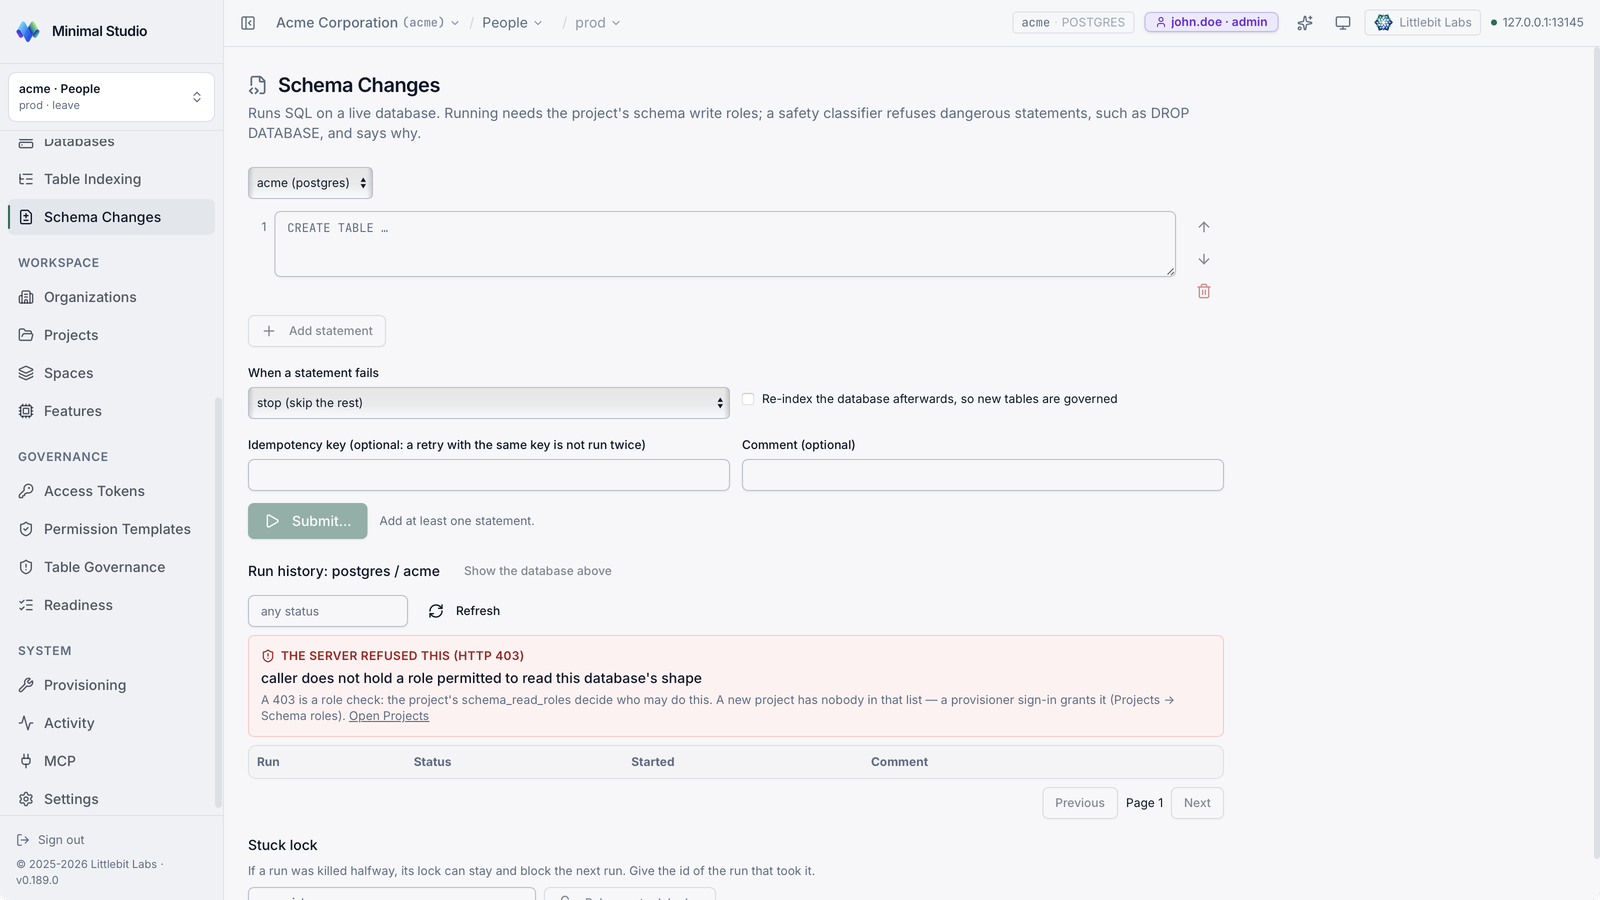 Minimal Studio
acme · People
prod · leave
Databases
Table Indexing
Schema Changes
WORKSPACE
Organizations
Projects
Spaces
Features
GOVERNANCE
Access Tokens
Permission Templates
Table Governance
Readiness
SYSTEM
Provisioning
Activity
MCP
Settings
Sign out
© 2025-2026 Littlebit Labs ·
v0.189.0
Acme Corporation (acme) / People / prod
acme · POSTGRES
john.doe · admin
Littlebit Labs
127.0.0.1:13145
Schema Changes
Runs SQL on a live database. Running needs the project's schema write roles; a safety classifier refuses dangerous statements, such as DROP
DATABASE, and says why.
acme (postgres)
1
CREATE TABLE …
Add statement
When a statement fails
stop (skip the rest)
Re-index the database afterwards, so new tables are governed
Idempotency key (optional: a retry with the same key is not run twice)
Comment (optional)
Submit...
Add at least one statement.
Run history: postgres / acme
Show the database above
any status
Refresh
THE SERVER REFUSED THIS (HTTP 403)
caller does not hold a role permitted to read this database's shape
A 403 is a role check: the project's schema_read_roles decide who may do this. A new project has nobody in that list — a provisioner sign-in grants it (Projects →
Schema roles). Open Projects
Run Status Started Comment
Previous Page 1 Next
Stuck lock
If a run was killed halfway, its lock can stay and block the next run. Give the id of the run that took it.